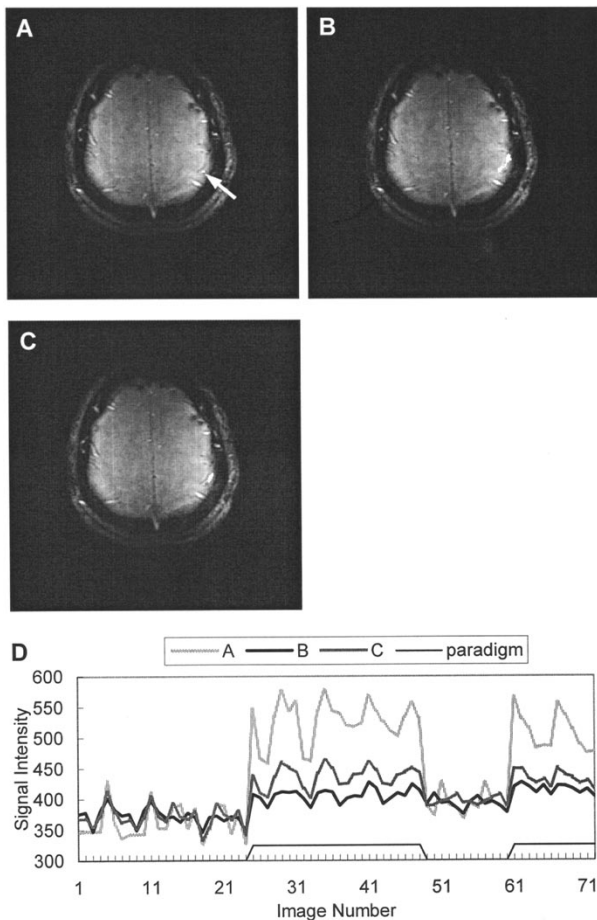 A
B
C
D
A B C paradigm
600
550
500
450
400
350
300
Signal Intensity
1 11 21 31 41 51 61 71
Image Number